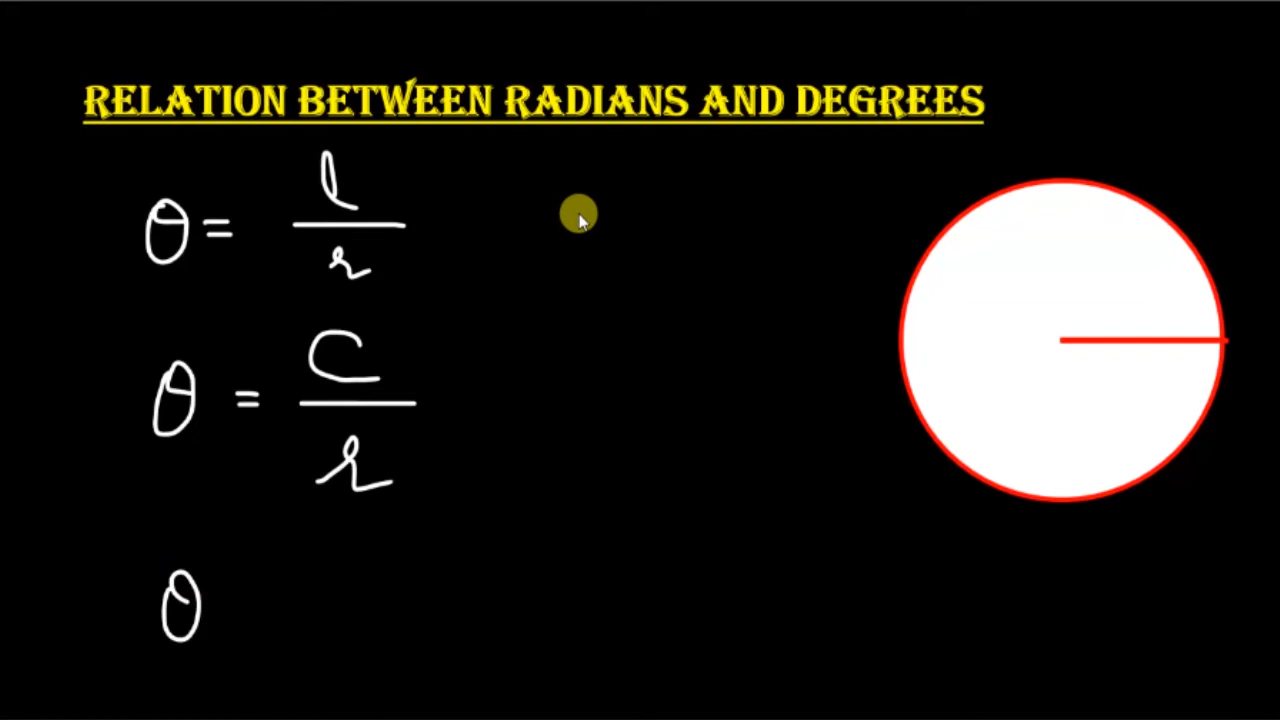 RELATION BETWEEN RADIANS AND DEGREES
θ = l/r
θ = C/r
θ